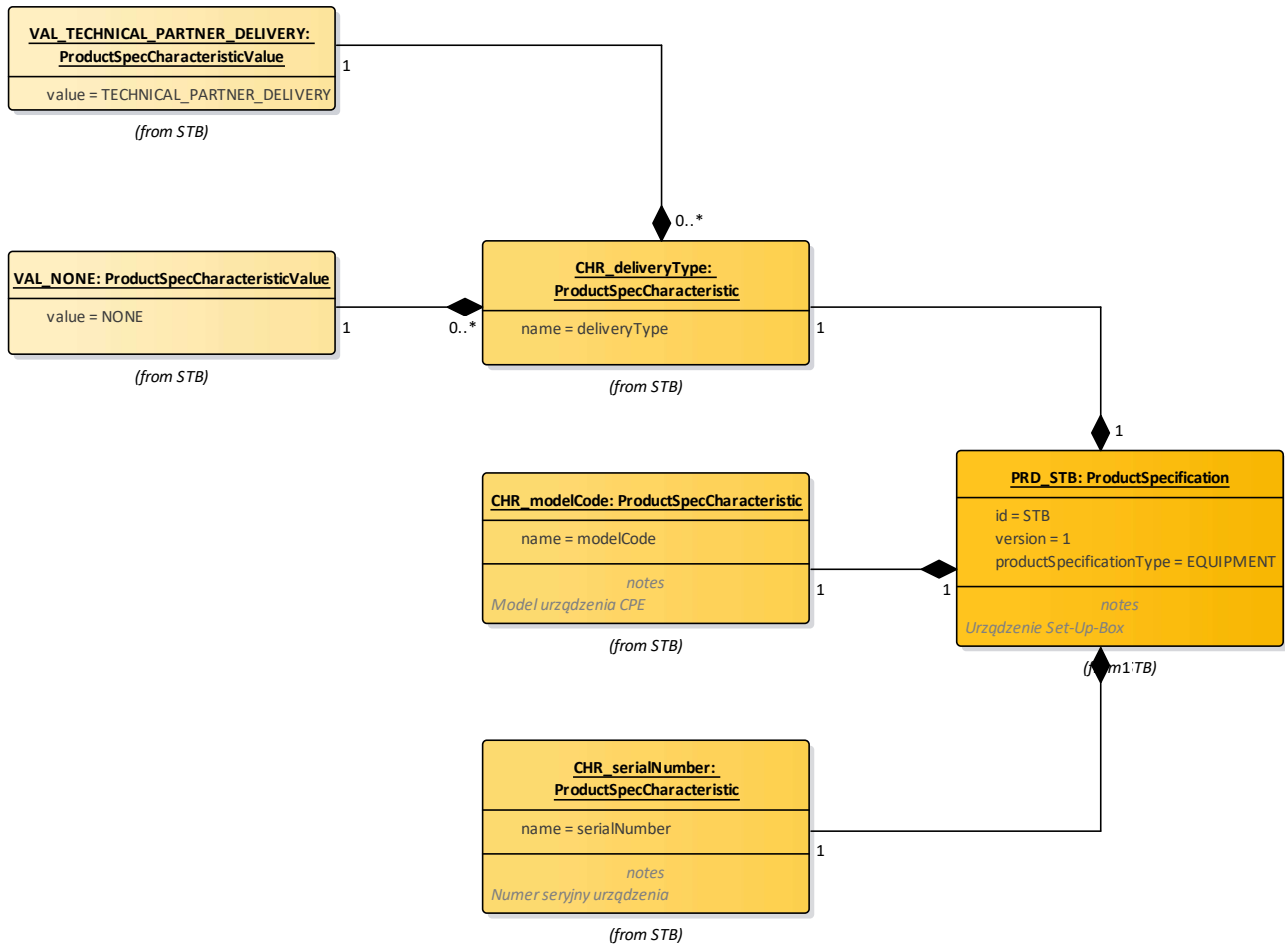 VAL_TECHNICAL_PARTNER_DELIVERY:
ProductSpecCharacteristicValue
value = TECHNICAL_PARTNER_DELIVERY
(from STB)
1
0..*
VAL_NONE: ProductSpecCharacteristicValue
value = NONE
(from STB)
1
0..*
CHR_deliveryType:
ProductSpecCharacteristic
name = deliveryType
(from STB)
1
1
CHR_modelCode: ProductSpecCharacteristic
name = modelCode
notes
Model urządzenia CPE
(from STB)
1
1
PRD_STB: ProductSpecification
id = STB
version = 1
productSpecificationType = EQUIPMENT
notes
Urządzenie Set-Up-Box
1
CHR_serialNumber:
ProductSpecCharacteristic
name = serialNumber
notes
Numer seryjny urządzenia
(from STB)
1